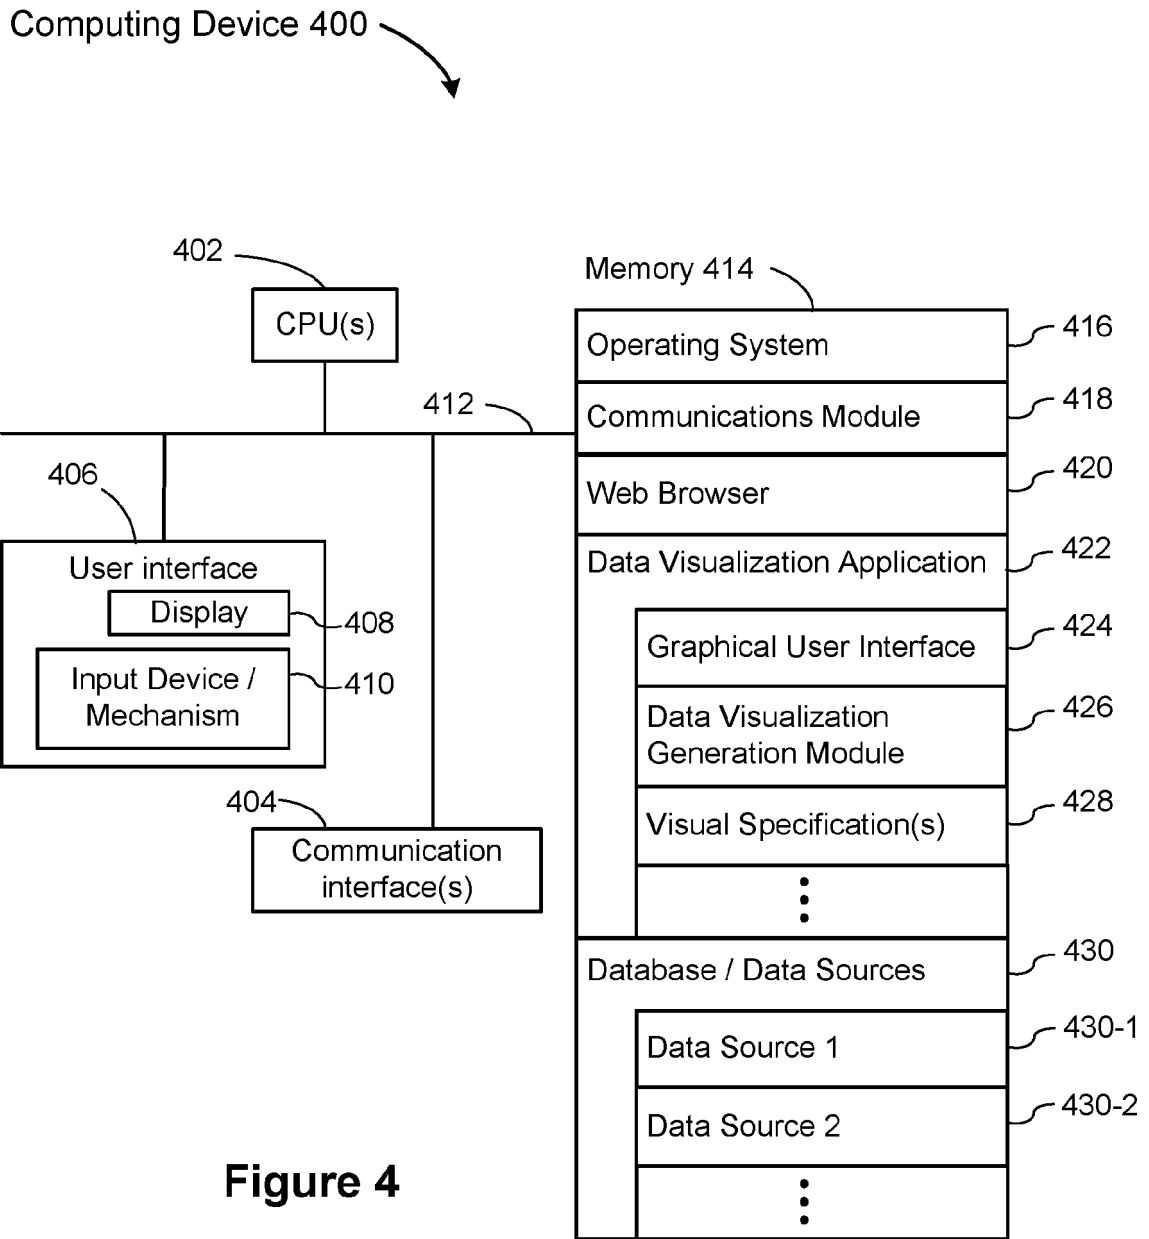 Computing Device 400
402
CPU(s)
412
406
User interface
Display
408
Input Device /
Mechanism
410
404
Communication
interface(s)
Memory 414
Operating System
416
Communications Module
418
Web Browser
420
Data Visualization Application
422
Graphical User Interface
424
Data Visualization
Generation Module
426
Visual Specification(s)
428
Database / Data Sources
430
Data Source 1
430-1
Data Source 2
430-2
Figure 4